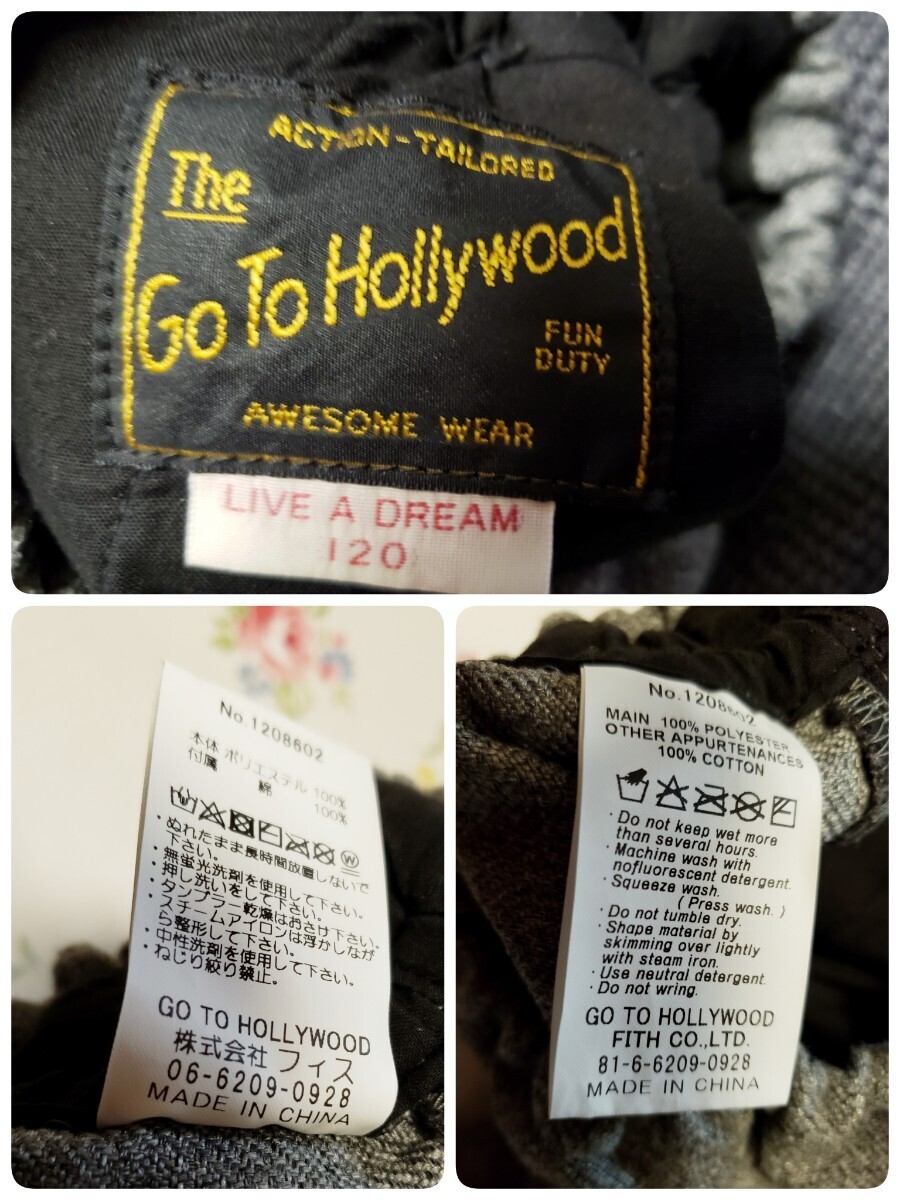 ACTION-TAILORED
The
Go To Hollywood
FUN
DUTY
AWESOME WEAR
LIVE A DREAM
120
No.1208602
本体 ポリエステル 100%
付属 綿 100%
・ぬれたまま長時間放置しないで
下さい。
・無蛍光洗剤を使用して下さい。
・押し洗いをして下さい。
・タンブラー乾燥はおさけ下さい。
・スチームアイロンは浮かしなが
ら整形して下さい。
・中性洗剤を使用して下さい。
・ねじり絞り禁止。
GO TO HOLLYWOOD
株式会社 フィス
06-6209-0928
MADE IN CHINA
No.1208602
MAIN 100% POLYESTER
OTHER APPURTENANCES
100% COTTON
・Do not keep wet more
than several hours.
・Machine wash with
nofluorescent detergent.
・Squeeze wash.
( Press wash. )
・Do not tumble dry.
・Shape material by
skimming over lightly
with steam iron.
・Use neutral detergent.
・Do not wring.
GO TO HOLLYWOOD
FITH CO.,LTD.
81-6-6209-0928
MADE IN CHINA